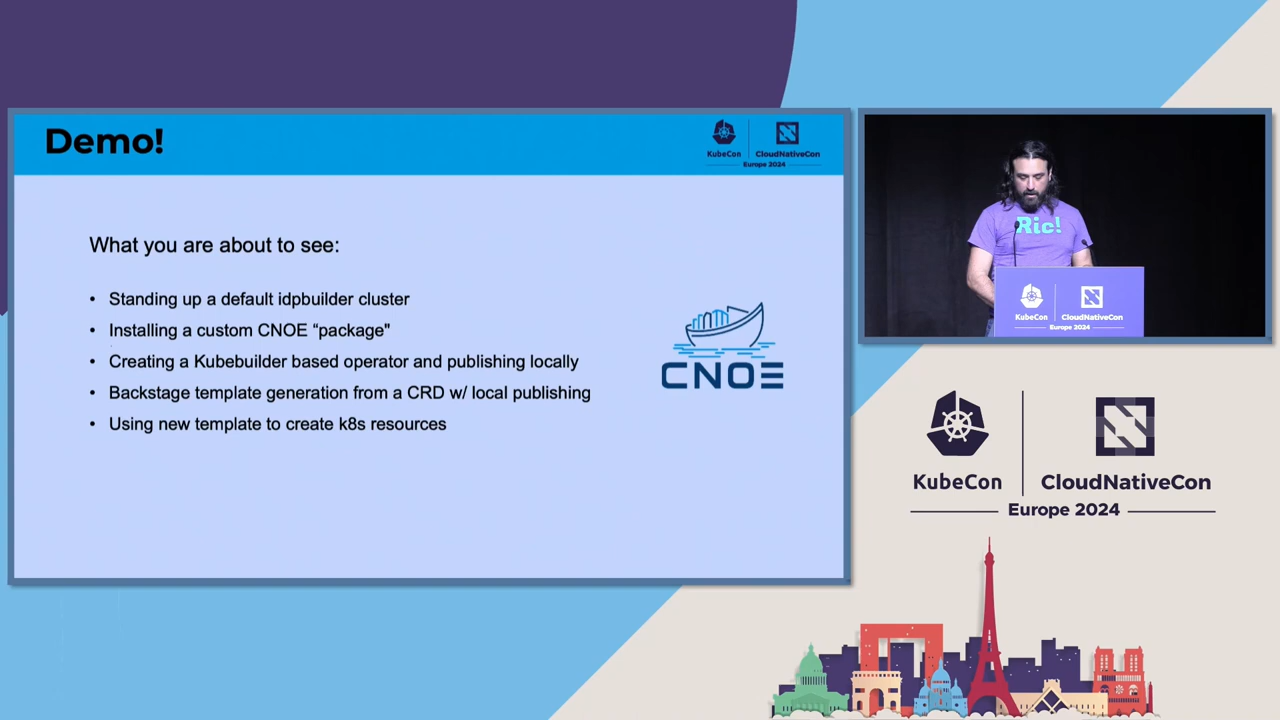 Demo!
KubeCon
CloudNativeCon
Europe 2024
What you are about to see:
• Standing up a default idpbuilder cluster
• Installing a custom CNOE “package"
• Creating a Kubebuilder based operator and publishing locally
• Backstage template generation from a CRD w/ local publishing
• Using new template to create k8s resources
CNOE
Ric!
KubeCon
CloudNativeCon
Europe 2024
KubeCon
CloudNativeCon
Europe 2024